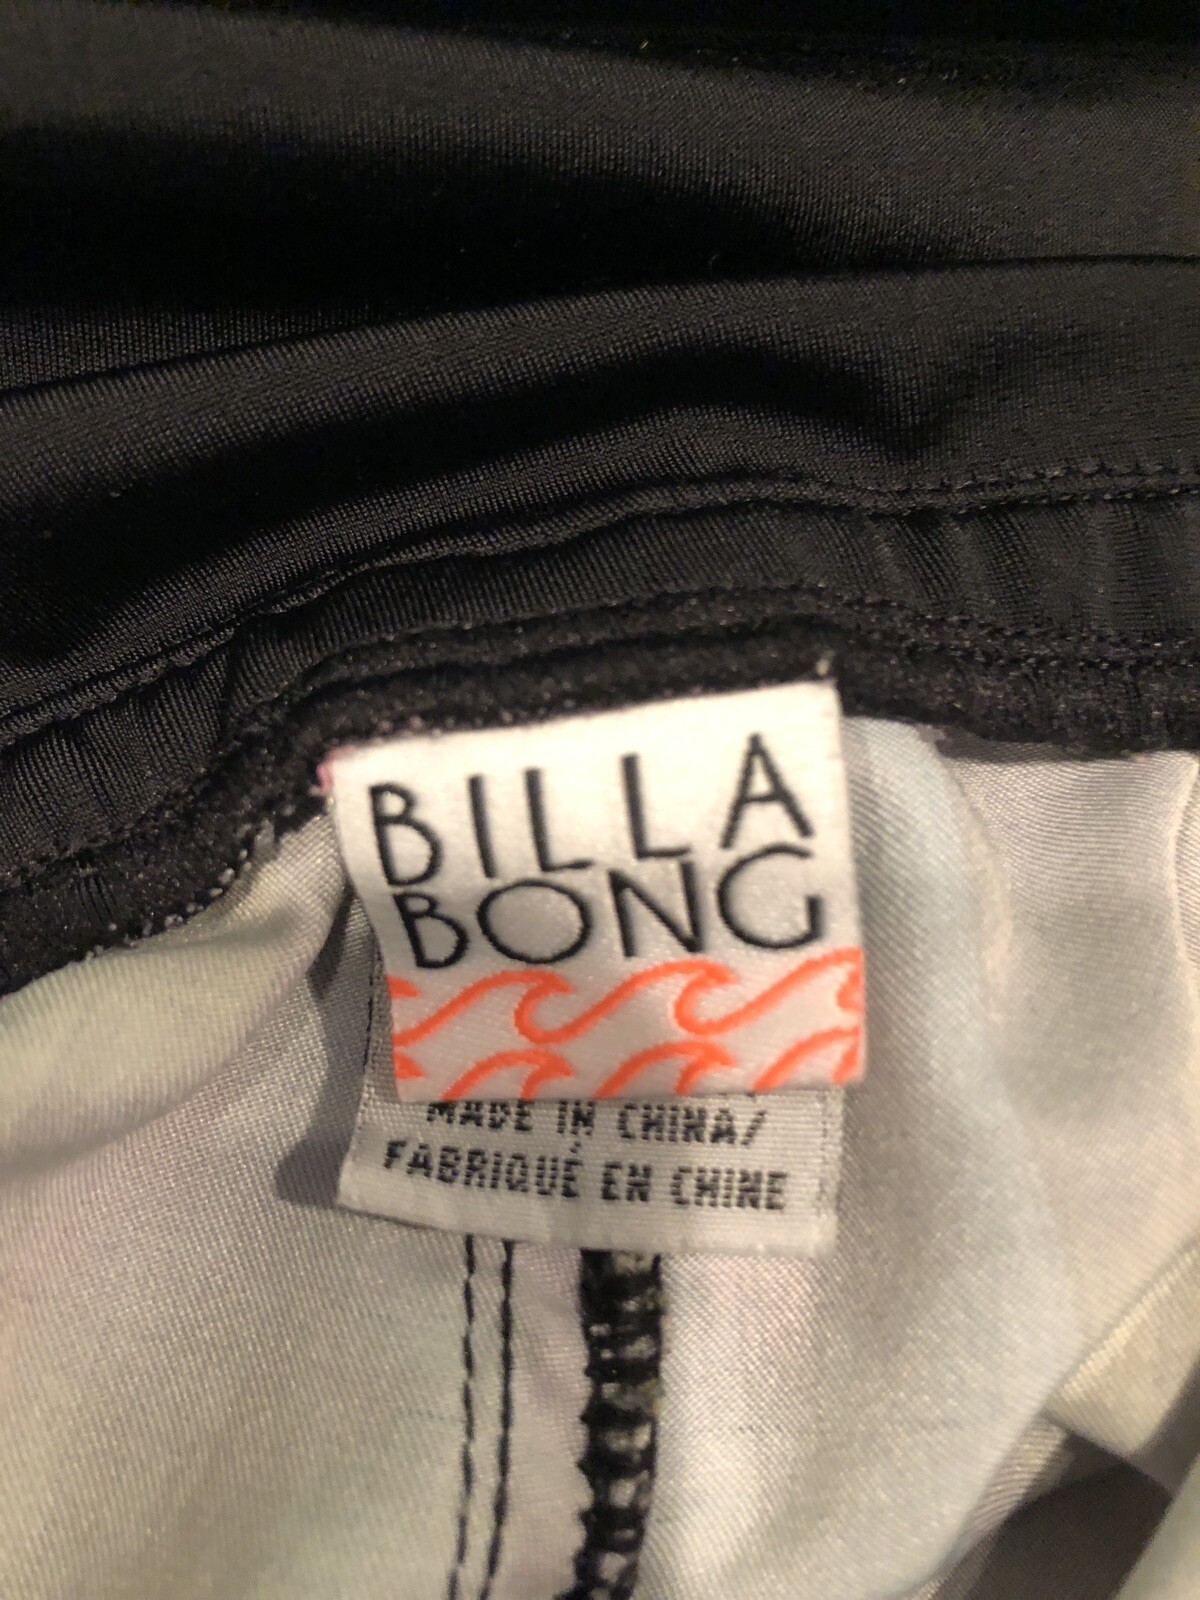 BILLA
BONG
MADE IN CHINA/
FABRIQUÉ EN CHINE